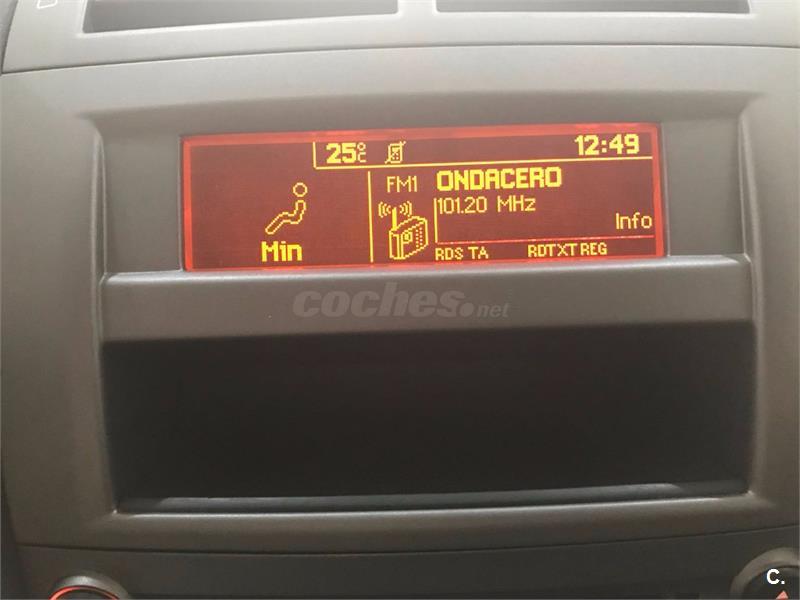 25°C 12:49
FM1 ONDACERO
101.20 MHz
Info
Min
RDS TA RDTXT REG
coches.net
C.